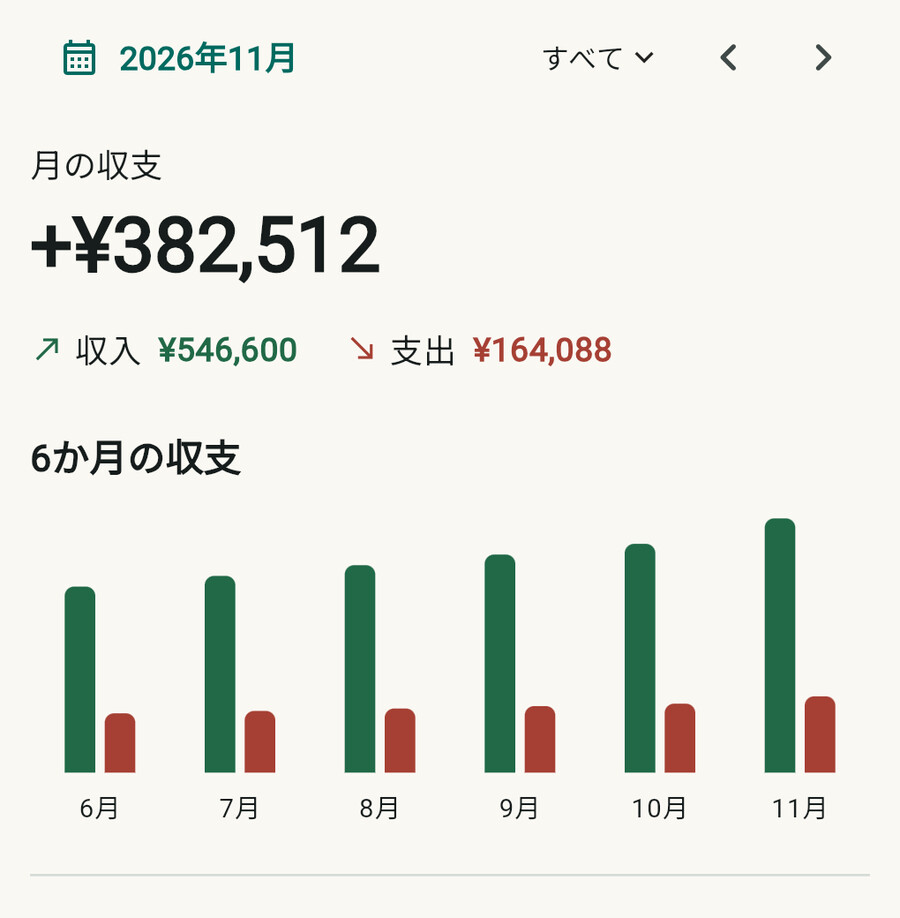 2026年11月 すべて
月の収支
+¥382,512
収入 ¥546,600 支出 ¥164,088
6か月の収支
6月 7月 8月 9月 10月 11月